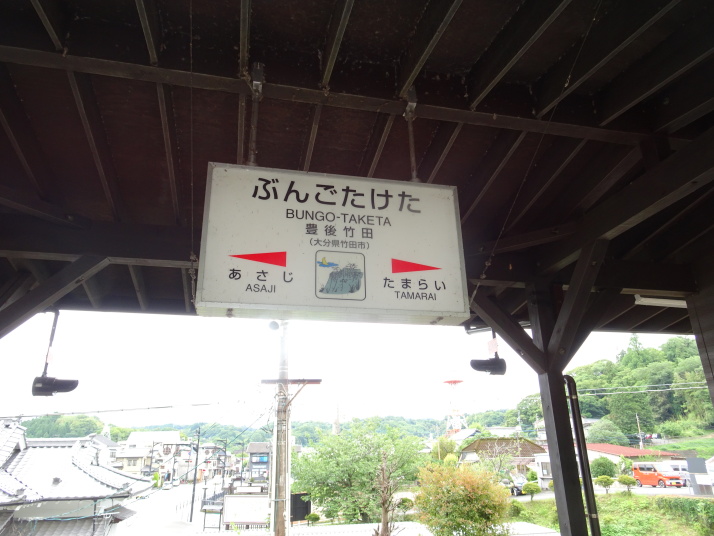 ぶんごたけた
BUNGO-TAKETA
豊後竹田
(大分県竹田市)
あさじ
ASAJI
たまらい
TAMARAI